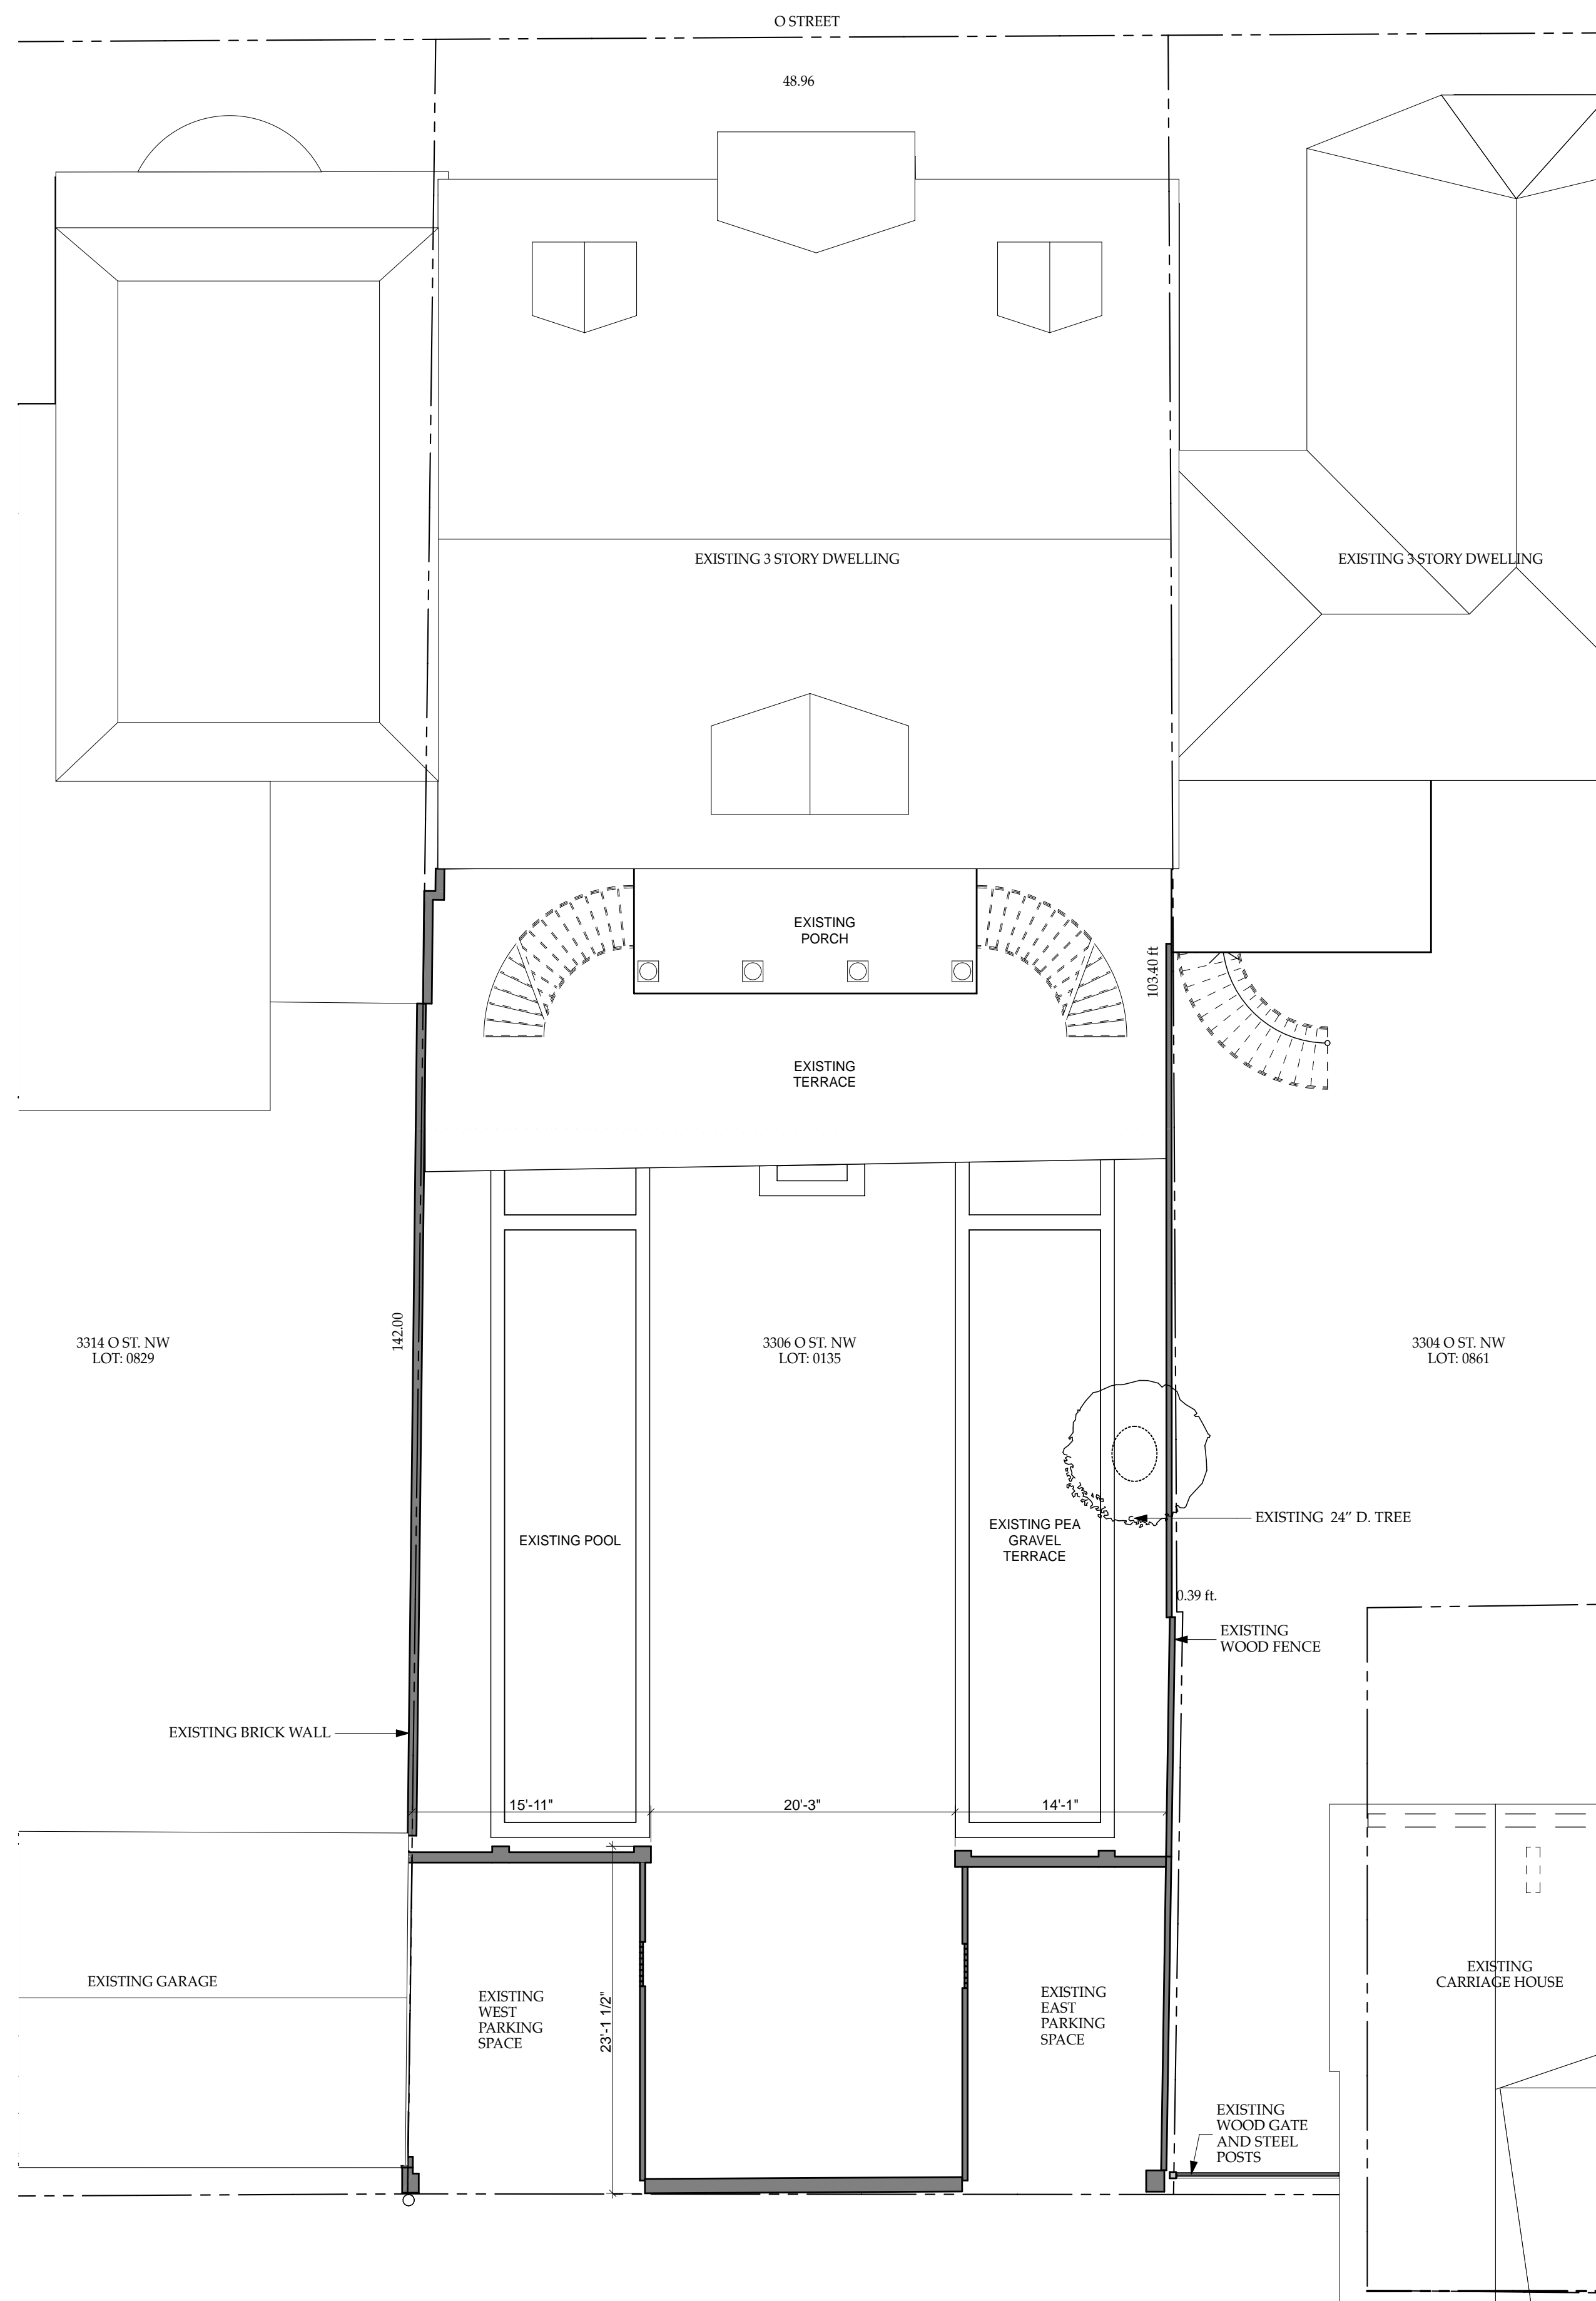 O STREET
48.96
EXISTING 3 STORY DWELLING
EXISTING 3 STORY DWELLING
EXISTING
PORCH
103.40 ft
EXISTING
TERRACE
142.00
3314 O ST. NW
LOT: 0829
3306 O ST. NW
LOT: 0135
3304 O ST. NW
LOT: 0861
EXISTING 24" D. TREE
EXISTING POOL
EXISTING PEA
GRAVEL
TERRACE
0.39 ft.
EXISTING
WOOD FENCE
EXISTING BRICK WALL
15'-11"
20'-3"
14'-1"
EXISTING GARAGE
EXISTING
WEST
PARKING
SPACE
23'-1 1/2"
EXISTING
EAST
PARKING
SPACE
EXISTING
CARRIAGE HOUSE
EXISTING
WOOD GATE
AND STEEL
POSTS